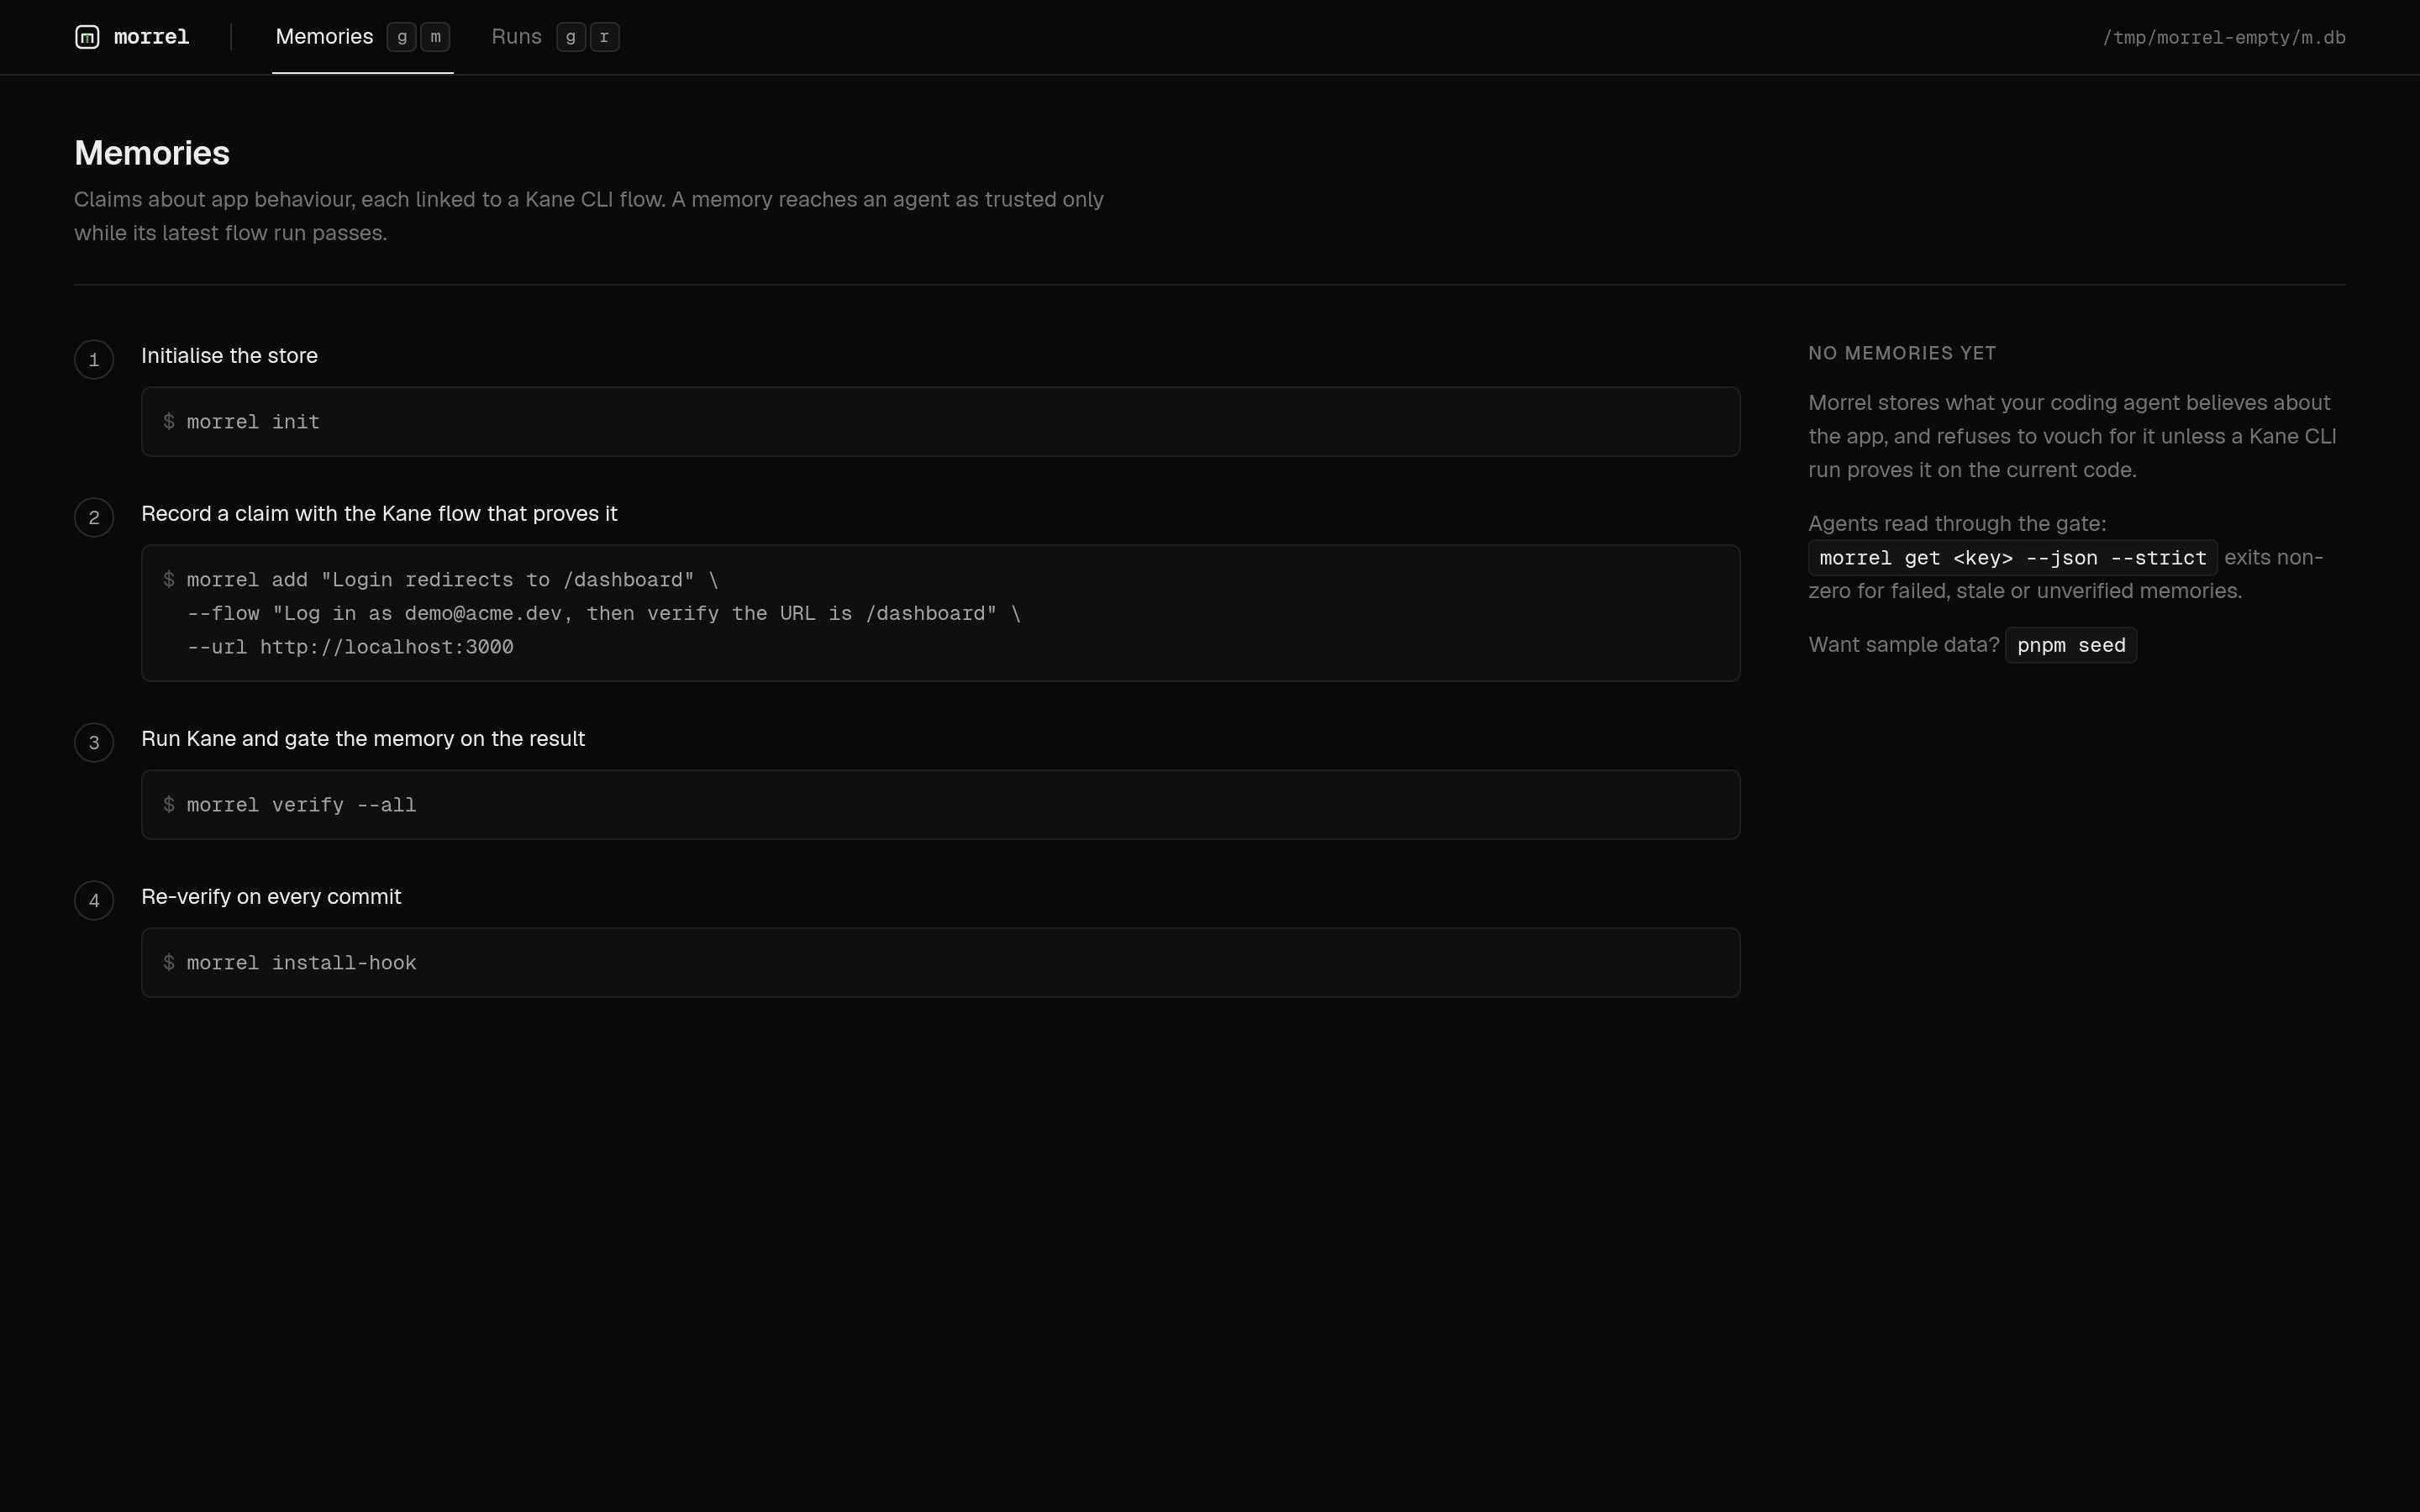 morrel
Memories g m
Runs g r
/tmp/morrel-empty/m.db
Memories
Claims about app behaviour, each linked to a Kane CLI flow. A memory reaches an agent as trusted only
while its latest flow run passes.
1 Initialise the store
$ morrel init
2 Record a claim with the Kane flow that proves it
$ morrel add "Login redirects to /dashboard" \
--flow "Log in as demo@acme.dev, then verify the URL is /dashboard" \
--url http://localhost:3000
3 Run Kane and gate the memory on the result
$ morrel verify --all
4 Re-verify on every commit
$ morrel install-hook
NO MEMORIES YET
Morrel stores what your coding agent believes about
the app, and refuses to vouch for it unless a Kane CLI
run proves it on the current code.
Agents read through the gate:
morrel get <key> --json --strict exits non-
zero for failed, stale or unverified memories.
Want sample data? pnpm seed